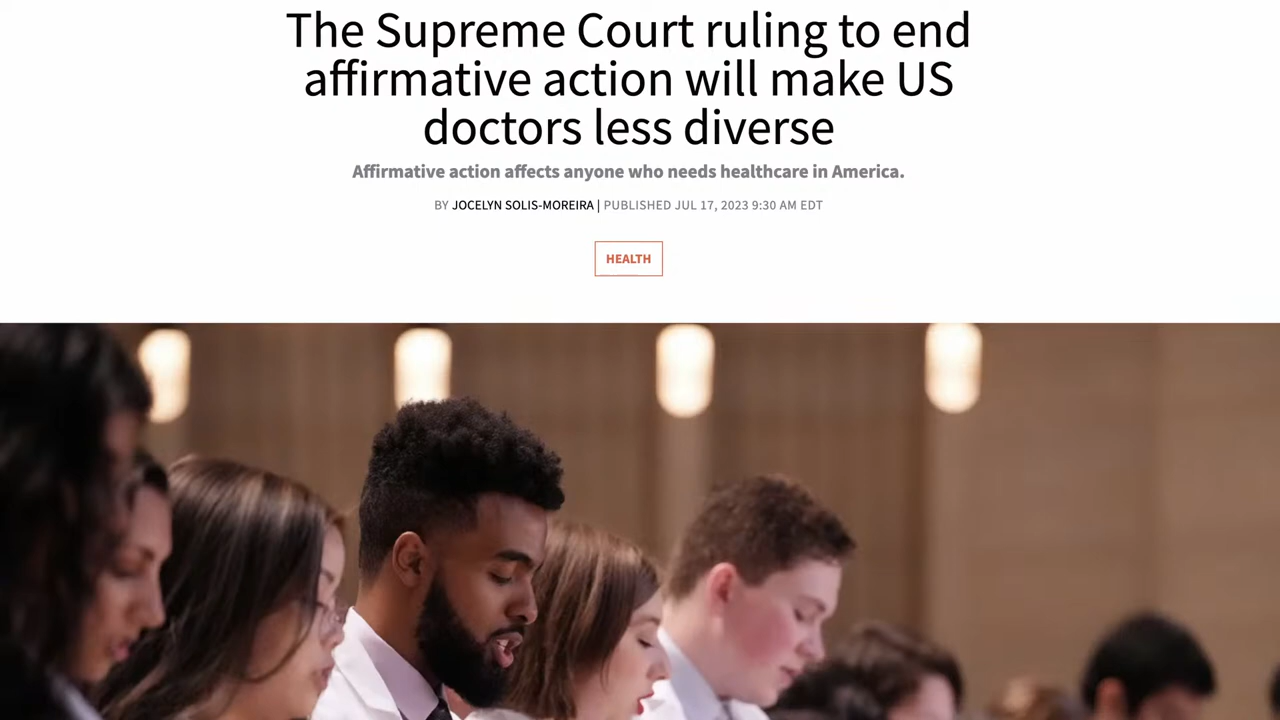 The Supreme Court ruling to end
affirmative action will make US
doctors less diverse
Affirmative action affects anyone who needs healthcare in America.
BY JOCELYN SOLIS-MOREIRA | PUBLISHED JUL 17, 2023 9:30 AM EDT
HEALTH